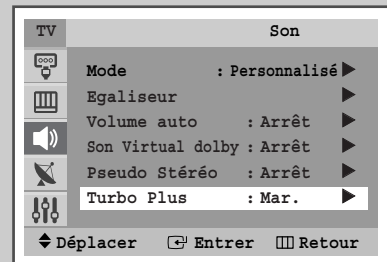 TV Son
Mode : Personnalisé
Egaliseur
Volume auto : Arrêt
Son Virtual dolby : Arrêt
Pseudo Stéréo : Arrêt
Turbo Plus : Mar.
Déplacer Entrer Retour